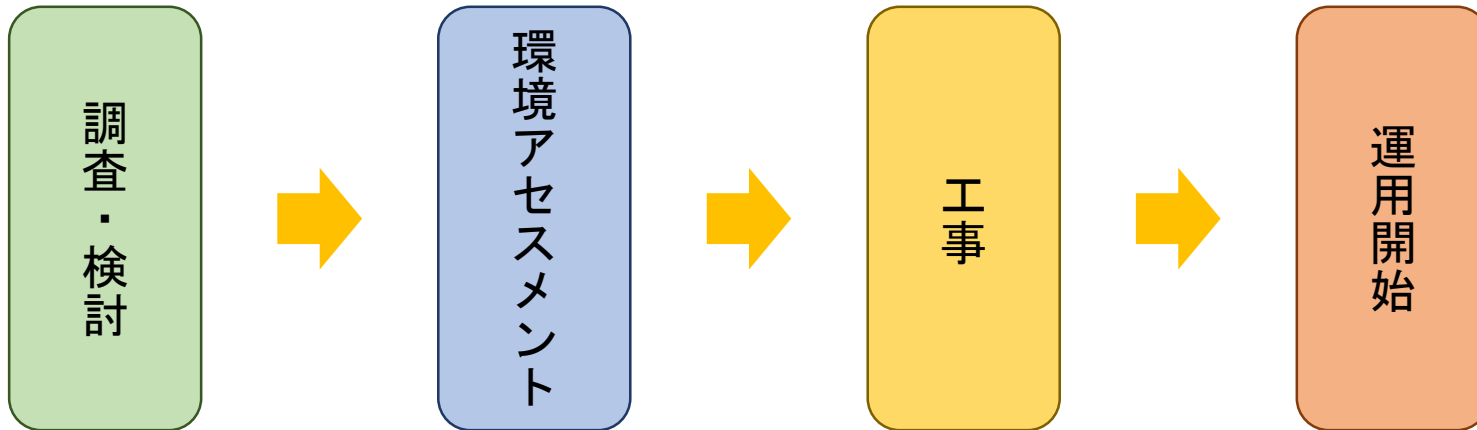 調査・検討
環境アセスメント
工事
運用開始